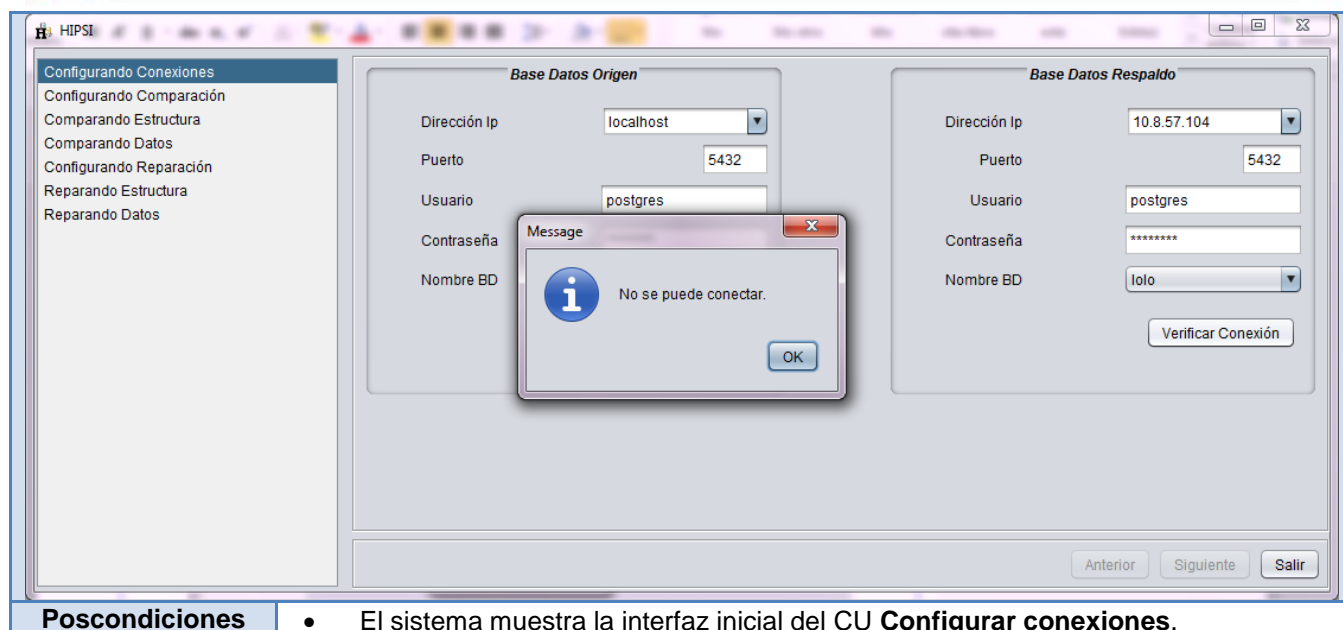 HIPSI
Configurando Conexiones
Configurando Comparación
Comparando Estructura
Comparando Datos
Configurando Reparación
Reparando Estructura
Reparando Datos
Base Datos Origen
Dirección Ip localhost
Puerto 5432
Usuario postgres
Contraseña
Nombre BD
Base Datos Respaldo
Dirección Ip 10.8.57.104
Puerto 5432
Usuario postgres
Contraseña ********
Nombre BD lolo
Verificar Conexión
Message
No se puede conectar.
OK
Anterior Siguiente Salir
Poscondiciones • El sistema muestra la interfaz inicial del CU Configurar conexiones.